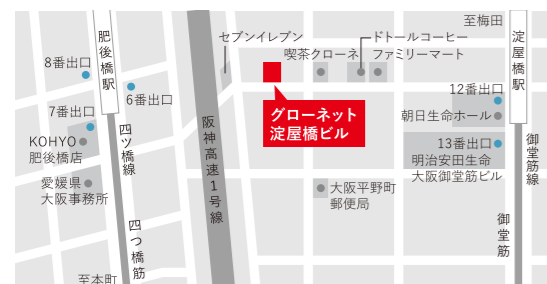 至梅田
肥後橋駅
8番出口
7番出口
6番出口
KOHYO
肥後橋店
愛媛県
大阪事務所
四ツ橋線
四つ橋筋
至本町
阪神高速1号線
セブンイレブン
喫茶クローネ
ドトールコーヒー
ファミリーマート
グローネット
淀屋橋ビル
大阪平野町
郵便局
淀屋橋駅
12番出口
朝日生命ホール
13番出口
明治安田生命
大阪御堂筋ビル
御堂筋線
御堂筋